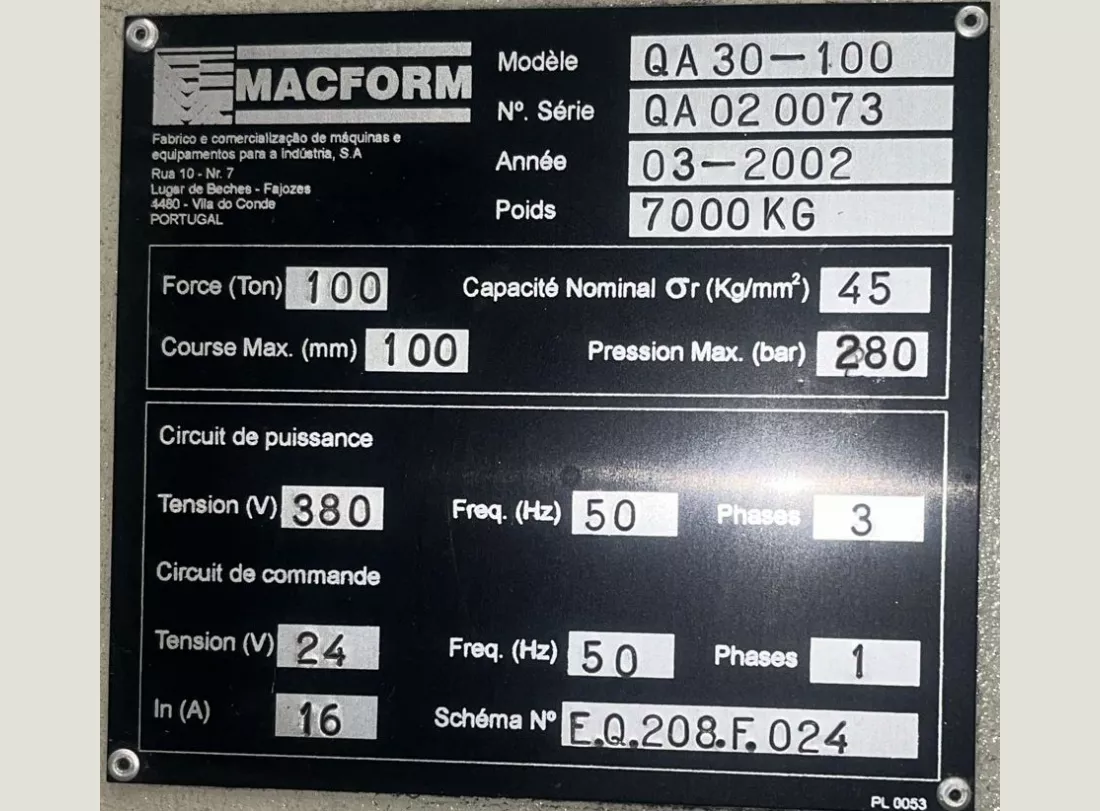 MACFORM
Fabrico e comercialização de máquinas e
equipamentos para a Indústria, S.A
Rua 10 - Nr. 7
Lugar de Beches - Fajozes
4480 - Vila do Conde
PORTUGAL
Modèle QA 30-100
Nº. Série QA 02 0073
Année 03-2002
Poids 7000 KG
Force (Ton) 100 Capacité Nominal σr (Kg/mm²) 45
Course Max. (mm) 100 Pression Max. (bar) 280
Circuit de puissance
Tension (V) 380 Freq. (Hz) 50 Phases 3
Circuit de commande
Tension (V) 24 Freq. (Hz) 50 Phases 1
In (A) 16 Schéma Nº E.Q.208.F.024
PL 0053